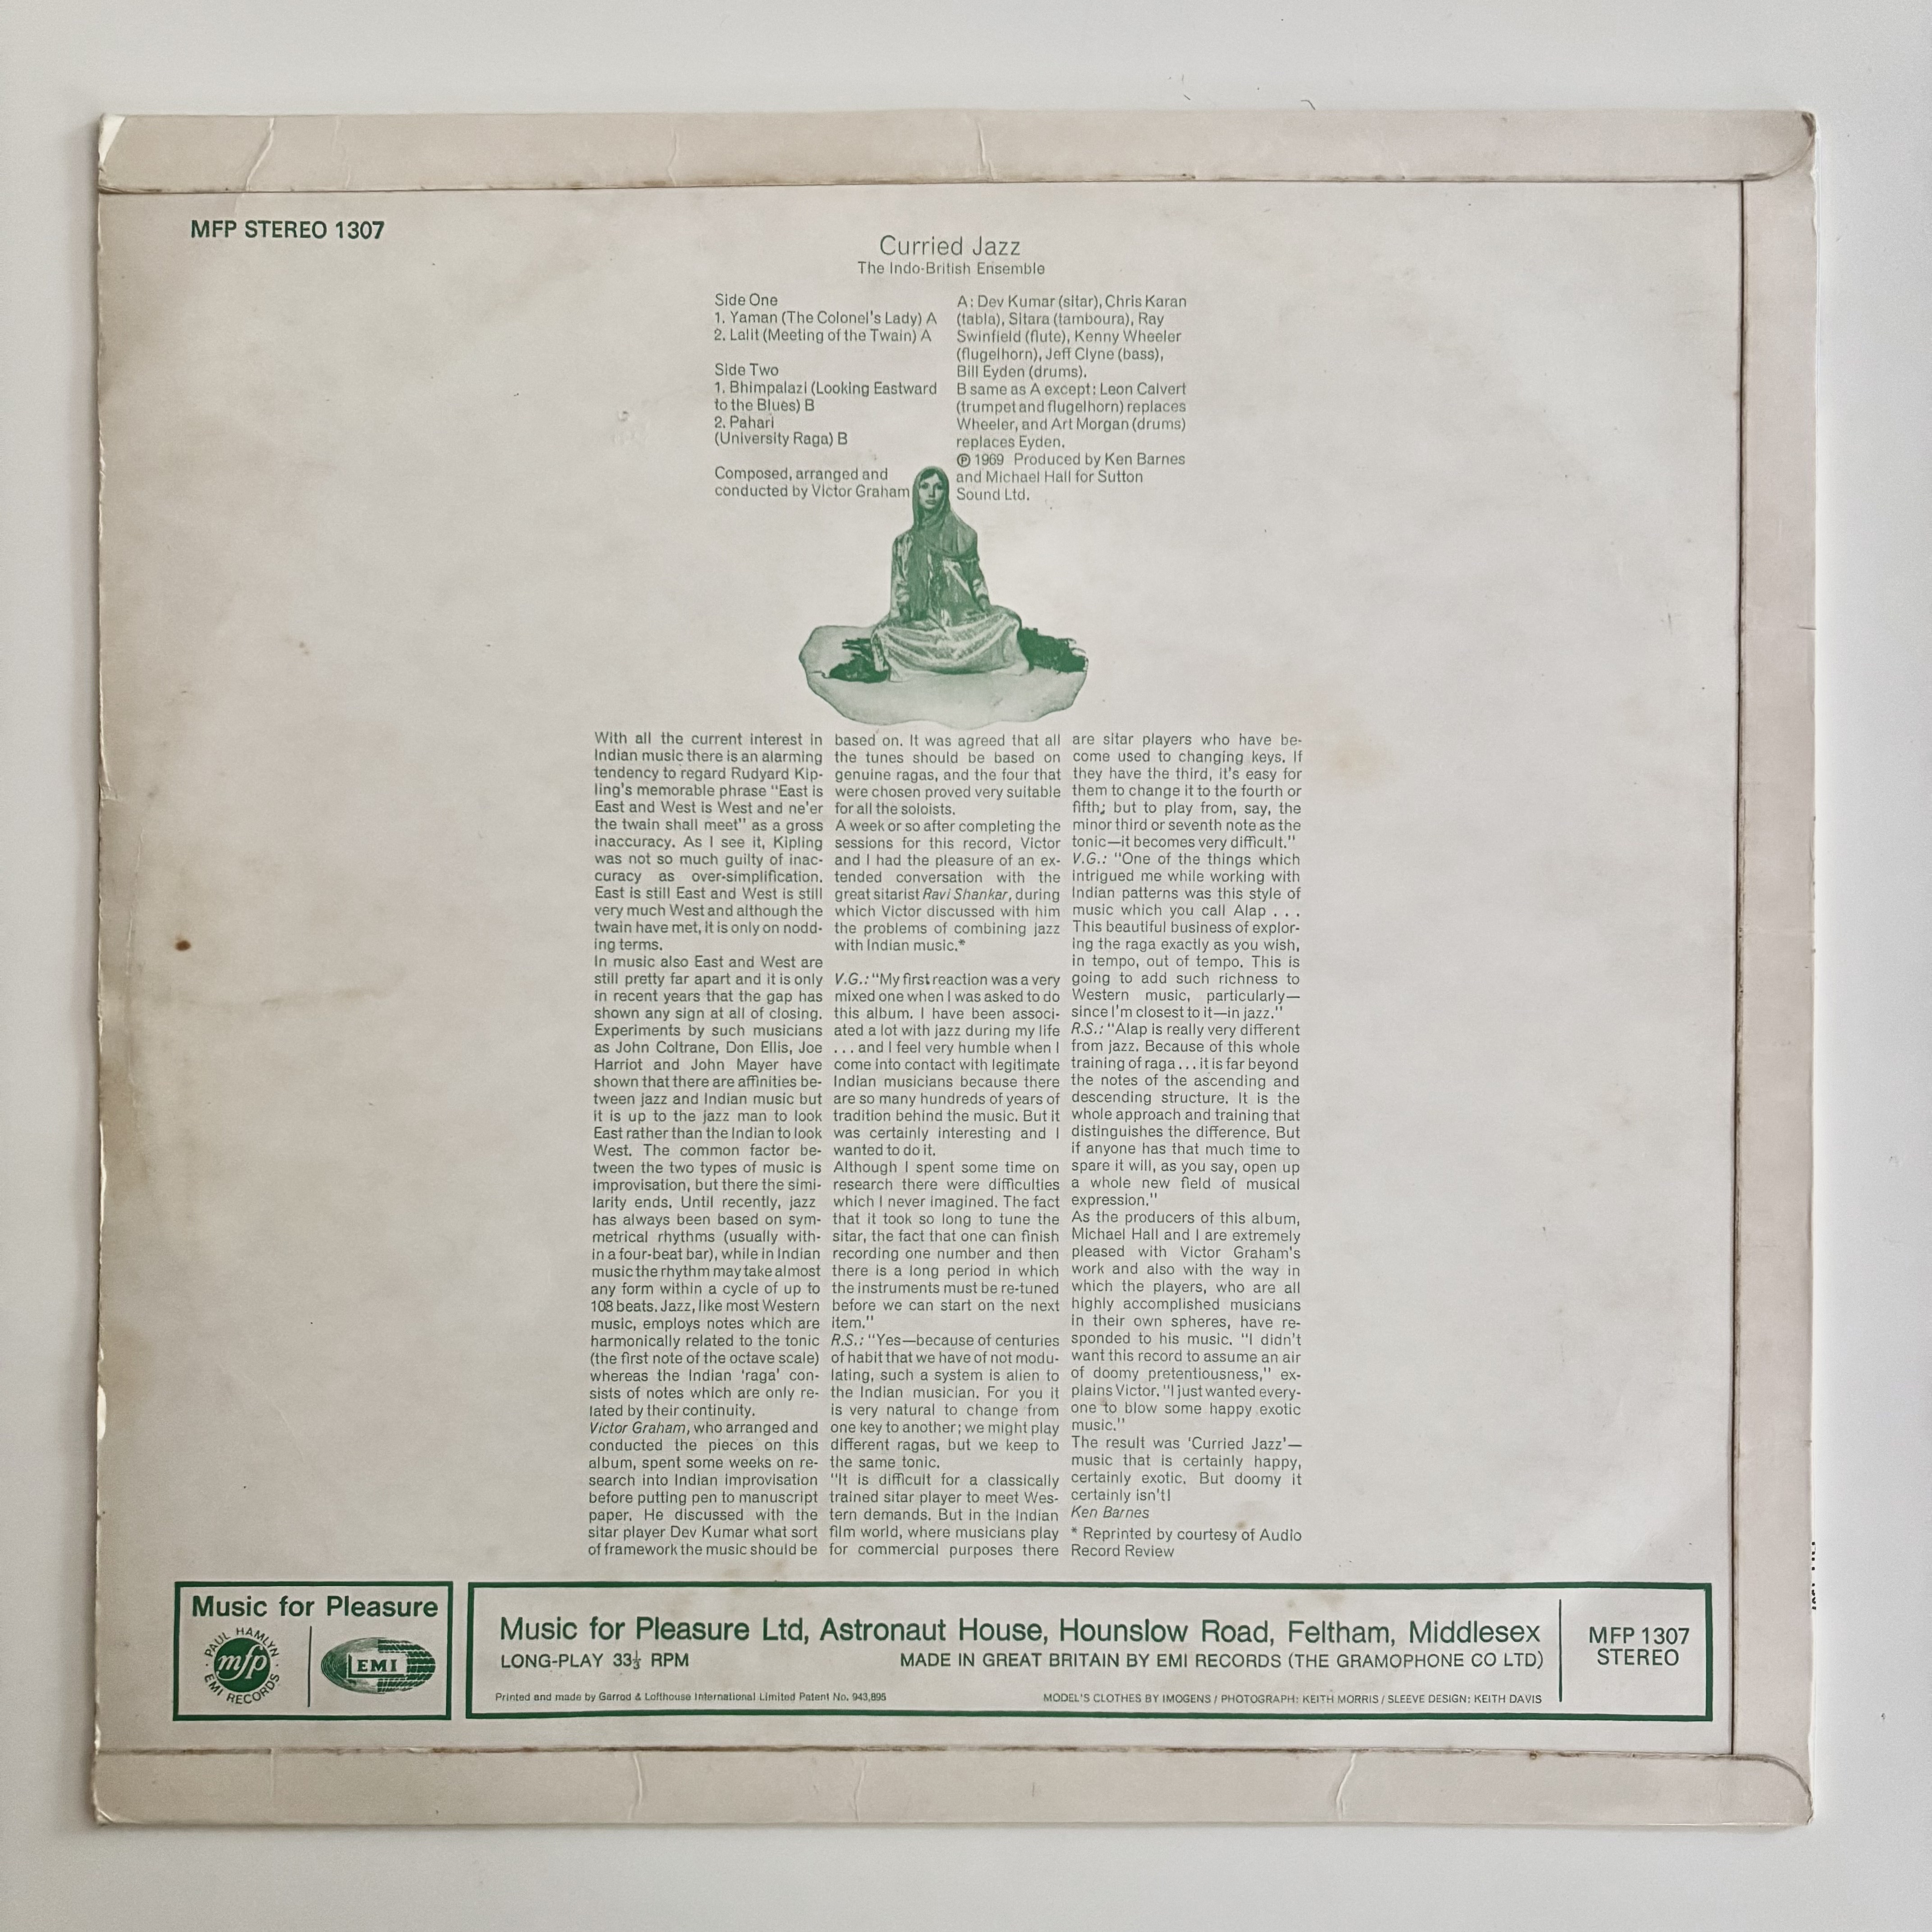 MFP STEREO 1307
Curried Jazz
The Indo-British Ensemble
Side One
1. Yaman (The Colonel's Lady) A
2. Lalit (Meeting of the Twain) A
Side Two
1. Bhimpalazi (Looking Eastward
to the Blues) B
2. Pahari
(University Raga) B
Composed, arranged and
conducted by Victor Graham
A: Dev Kumar (sitar), Chris Karan
(tabla), Sitara (tamboura), Ray
Swinfield (flute), Kenny Wheeler
(flugelhorn), Jeff Clyne (bass),
Bill Eyden (drums).
B same as A except: Leon Calvert
(trumpet and flugelhorn) replaces
Wheeler, and Art Morgan (drums)
replaces Eyden.
Ⓟ 1969 Produced by Ken Barnes
and Michael Hall for Sutton
Sound Ltd.
With all the current interest in
Indian music there is an alarming
tendency to regard Rudyard Kip-
ling's memorable phrase "East is
East and West is West and ne'er
the twain shall meet" as a gross
inaccuracy. As I see it, Kipling
was not so much guilty of inac-
curacy as over-simplification.
East is still East and West is still
very much West and although the
twain have met, it is only on nodd-
ing terms.
In music also East and West are
still pretty far apart and it is only
in recent years that the gap has
shown any sign at all of closing.
Experiments by such musicians
as John Coltrane, Don Ellis, Joe
Harriot and John Mayer have
shown that there are affinities be-
tween jazz and Indian music but
it is up to the jazz man to look
East rather than the Indian to look
West. The common factor be-
tween the two types of music is
improvisation, but there the simi-
larity ends. Until recently, jazz
has always been based on sym-
metrical rhythms (usually with-
in a four-beat bar), while in Indian
music the rhythm may take almost
any form within a cycle of up to
108 beats. Jazz, like most Western
music, employs notes which are
harmonically related to the tonic
(the first note of the octave scale)
whereas the Indian 'raga' con-
sists of notes which are only re-
lated by their continuity.
Victor Graham, who arranged and
conducted the pieces on this
album, spent some weeks on re-
search into Indian improvisation
before putting pen to manuscript
paper. He discussed with the
sitar player Dev Kumar what sort
of framework the music should be
based on. It was agreed that all
the tunes should be based on
genuine ragas, and the four that
were chosen proved very suitable
for all the soloists.
A week or so after completing the
sessions for this record, Victor
and I had the pleasure of an ex-
tended conversation with the
great sitarist Ravi Shankar, during
which Victor discussed with him
the problems of combining jazz
with Indian music.*
V.G.: "My first reaction was a very
mixed one when I was asked to do
this album. I have been associ-
ated a lot with jazz during my life
. . . and I feel very humble when I
come into contact with legitimate
Indian musicians because there
are so many hundreds of years of
tradition behind the music. But it
was certainly interesting and I
wanted to do it.
Although I spent some time on
research there were difficulties
which I never imagined. The fact
that it took so long to tune the
sitar, the fact that one can finish
recording one number and then
there is a long period in which
the instruments must be re-tuned
before we can start on the next
item."
R.S.: "Yes—because of centuries
of habit that we have of not modu-
lating, such a system is alien to
the Indian musician. For you it
is very natural to change from
one key to another; we might play
different ragas, but we keep to
the same tonic.
"It is difficult for a classically
trained sitar player to meet Wes-
tern demands. But in the Indian
film world, where musicians play
for commercial purposes there
are sitar players who have be-
come used to changing keys. If
they have the third, it's easy for
them to change it to the fourth or
fifth; but to play from, say, the
minor third or seventh note as the
tonic—it becomes very difficult."
V.G.: "One of the things which
intrigued me while working with
Indian patterns was this style of
music which you call Alap . . .
This beautiful business of explor-
ing the raga exactly as you wish,
in tempo, out of tempo. This is
going to add such richness to
Western music, particularly—
since I'm closest to it—in jazz."
R.S.: "Alap is really very different
from jazz. Because of this whole
training of raga . . . it is far beyond
the notes of the ascending and
descending structure. It is the
whole approach and training that
distinguishes the difference. But
if anyone has that much time to
spare it will, as you say, open up
a whole new field of musical
expression."
As the producers of this album,
Michael Hall and I are extremely
pleased with Victor Graham's
work and also with the way in
which the players, who are all
highly accomplished musicians
in their own spheres, have re-
sponded to his music. "I didn't
want this record to assume an air
of doomy pretentiousness," ex-
plains Victor. "I just wanted every-
one to blow some happy exotic
music."
The result was 'Curried Jazz'—
music that is certainly happy,
certainly exotic. But doomy it
certainly isn't!
Ken Barnes
* Reprinted by courtesy of Audio
Record Review
Music for Pleasure
PAUL HAMLYN
mfp
EMI RECORDS
EMI
Music for Pleasure Ltd, Astronaut House, Hounslow Road, Feltham, Middlesex
LONG-PLAY 33⅓ RPM MADE IN GREAT BRITAIN BY EMI RECORDS (THE GRAMOPHONE CO LTD)
Printed and made by Garrod & Lofthouse International Limited Patent No. 943,895 MODEL'S CLOTHES BY IMOGENS / PHOTOGRAPH: KEITH MORRIS / SLEEVE DESIGN: KEITH DAVIS
MFP 1307
STEREO